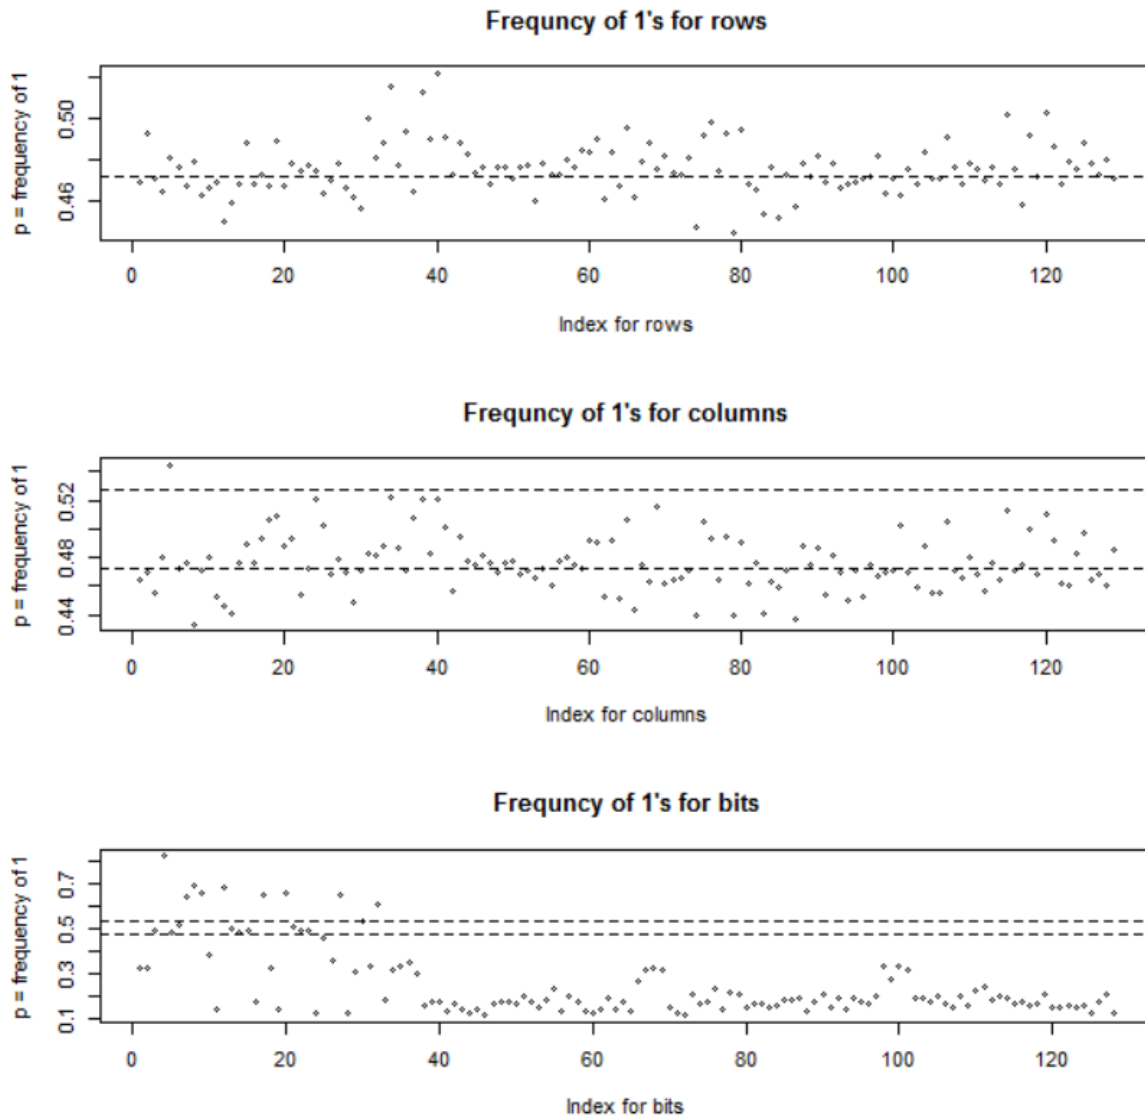 Frequncy of 1's for rows
p = frequency of 1
0.50
0.46
0 20 40 60 80 100 120
Index for rows
Frequncy of 1's for columns
p = frequency of 1
0.52
0.48
0.44
0 20 40 60 80 100 120
Index for columns
Frequncy of 1's for bits
p = frequency of 1
0.7
0.5
0.3
0.1
0 20 40 60 80 100 120
Index for bits